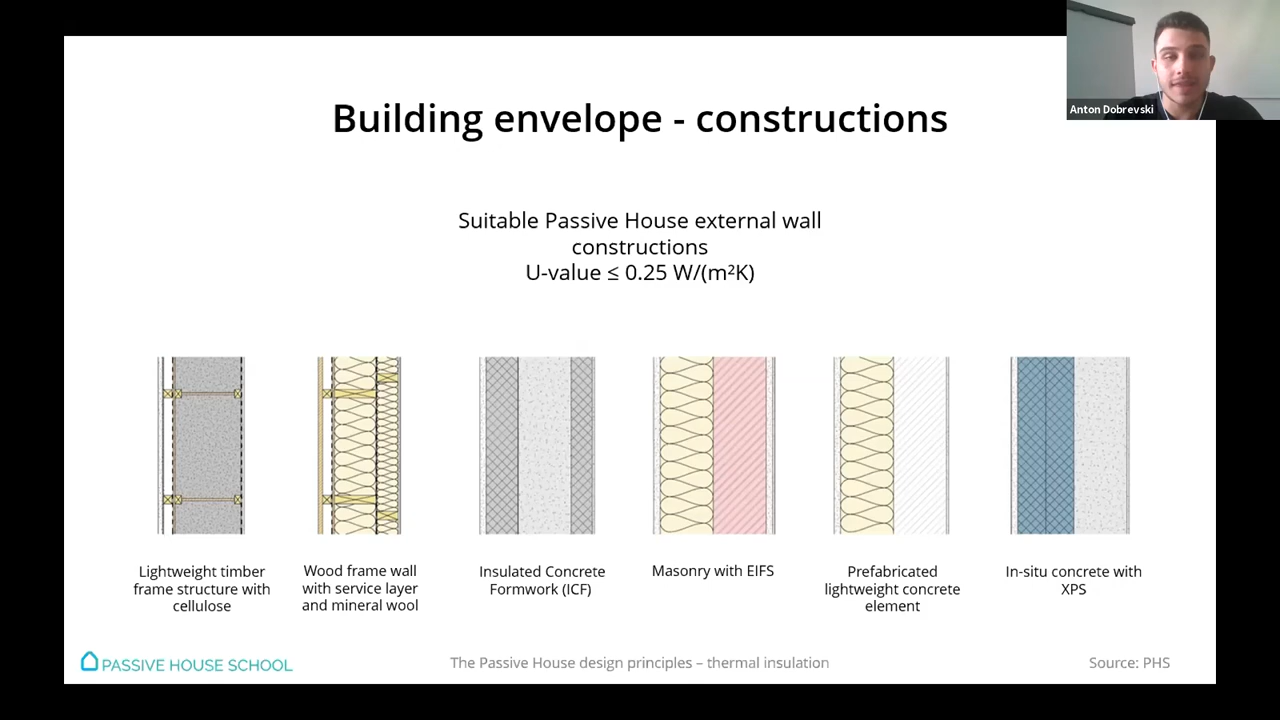 Anton Dobrevski
Building envelope - constructions
Suitable Passive House external wall
constructions
U-value ≤ 0.25 W/(m²K)
Lightweight timber
frame structure with
cellulose
Wood frame wall
with service layer
and mineral wool
Insulated Concrete
Formwork (ICF)
Masonry with EIFS
Prefabricated
lightweight concrete
element
In-situ concrete with
XPS
PASSIVE HOUSE SCHOOL
The Passive House design principles – thermal insulation
Source: PHS